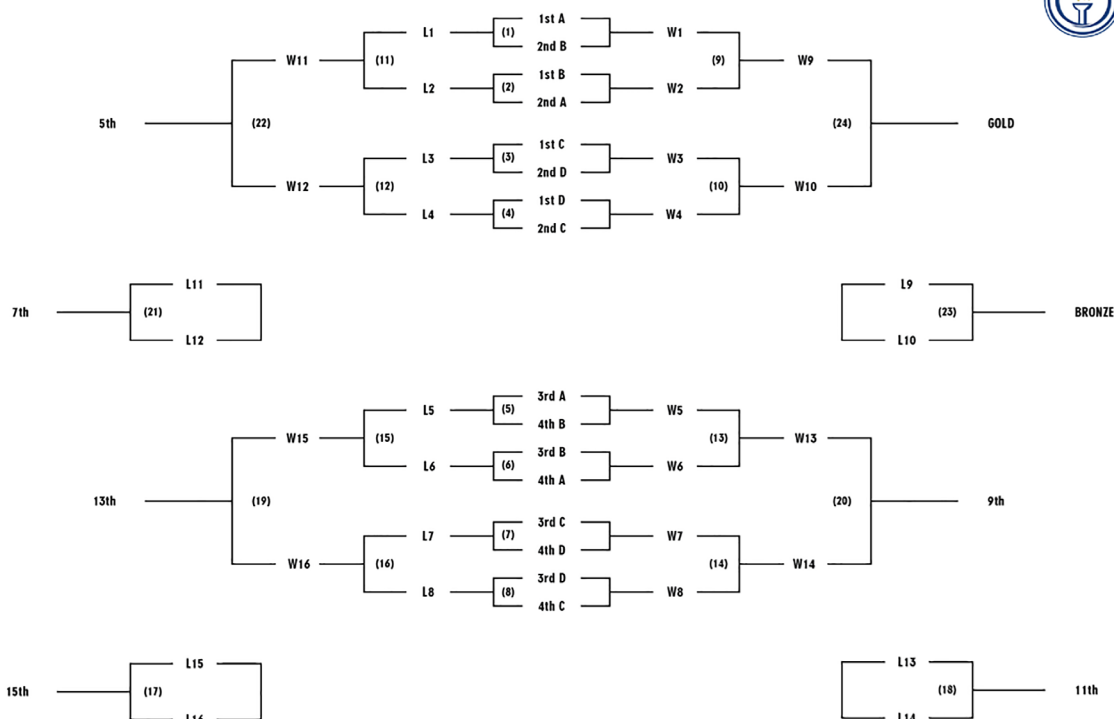 1st A
L1 (1) W1
2nd B
W11 (11) (9) W9
1st B
L2 (2) W2
2nd A
5th (22) (24) GOLD
1st C
L3 (3) W3
2nd D
W12 (12) (10) W10
1st D
L4 (4) W4
2nd C
L11 L9
7th (21) (23) BRONZE
L12 L10
3rd A
L5 (5) W5
4th B
W15 (15) (13) W13
3rd B
L6 (6) W6
4th A
13th (19) (20) 9th
3rd C
L7 (7) W7
4th D
W16 (16) (14) W14
3rd D
L8 (8) W8
4th C
L15 L13
15th (17) (18) 11th
L16 L14